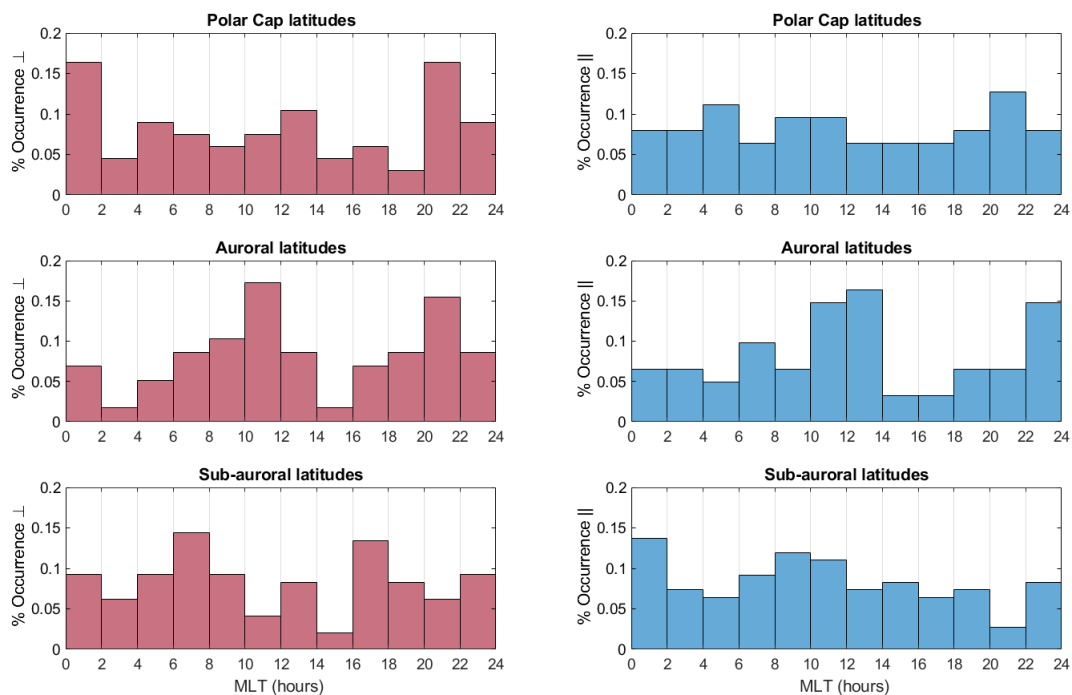 Polar Cap latitudes
% Occurrence ⊥
0.2
0.15
0.1
0.05
0
0 2 4 6 8 10 12 14 16 18 20 22 24
Polar Cap latitudes
% Occurrence ||
0.2
0.15
0.1
0.05
0
0 2 4 6 8 10 12 14 16 18 20 22 24
Auroral latitudes
% Occurrence ⊥
0.2
0.15
0.1
0.05
0
0 2 4 6 8 10 12 14 16 18 20 22 24
Auroral latitudes
% Occurrence ||
0.2
0.15
0.1
0.05
0
0 2 4 6 8 10 12 14 16 18 20 22 24
Sub-auroral latitudes
% Occurrence ⊥
0.2
0.15
0.1
0.05
0
0 2 4 6 8 10 12 14 16 18 20 22 24
MLT (hours)
Sub-auroral latitudes
% Occurrence ||
0.2
0.15
0.1
0.05
0
0 2 4 6 8 10 12 14 16 18 20 22 24
MLT (hours)